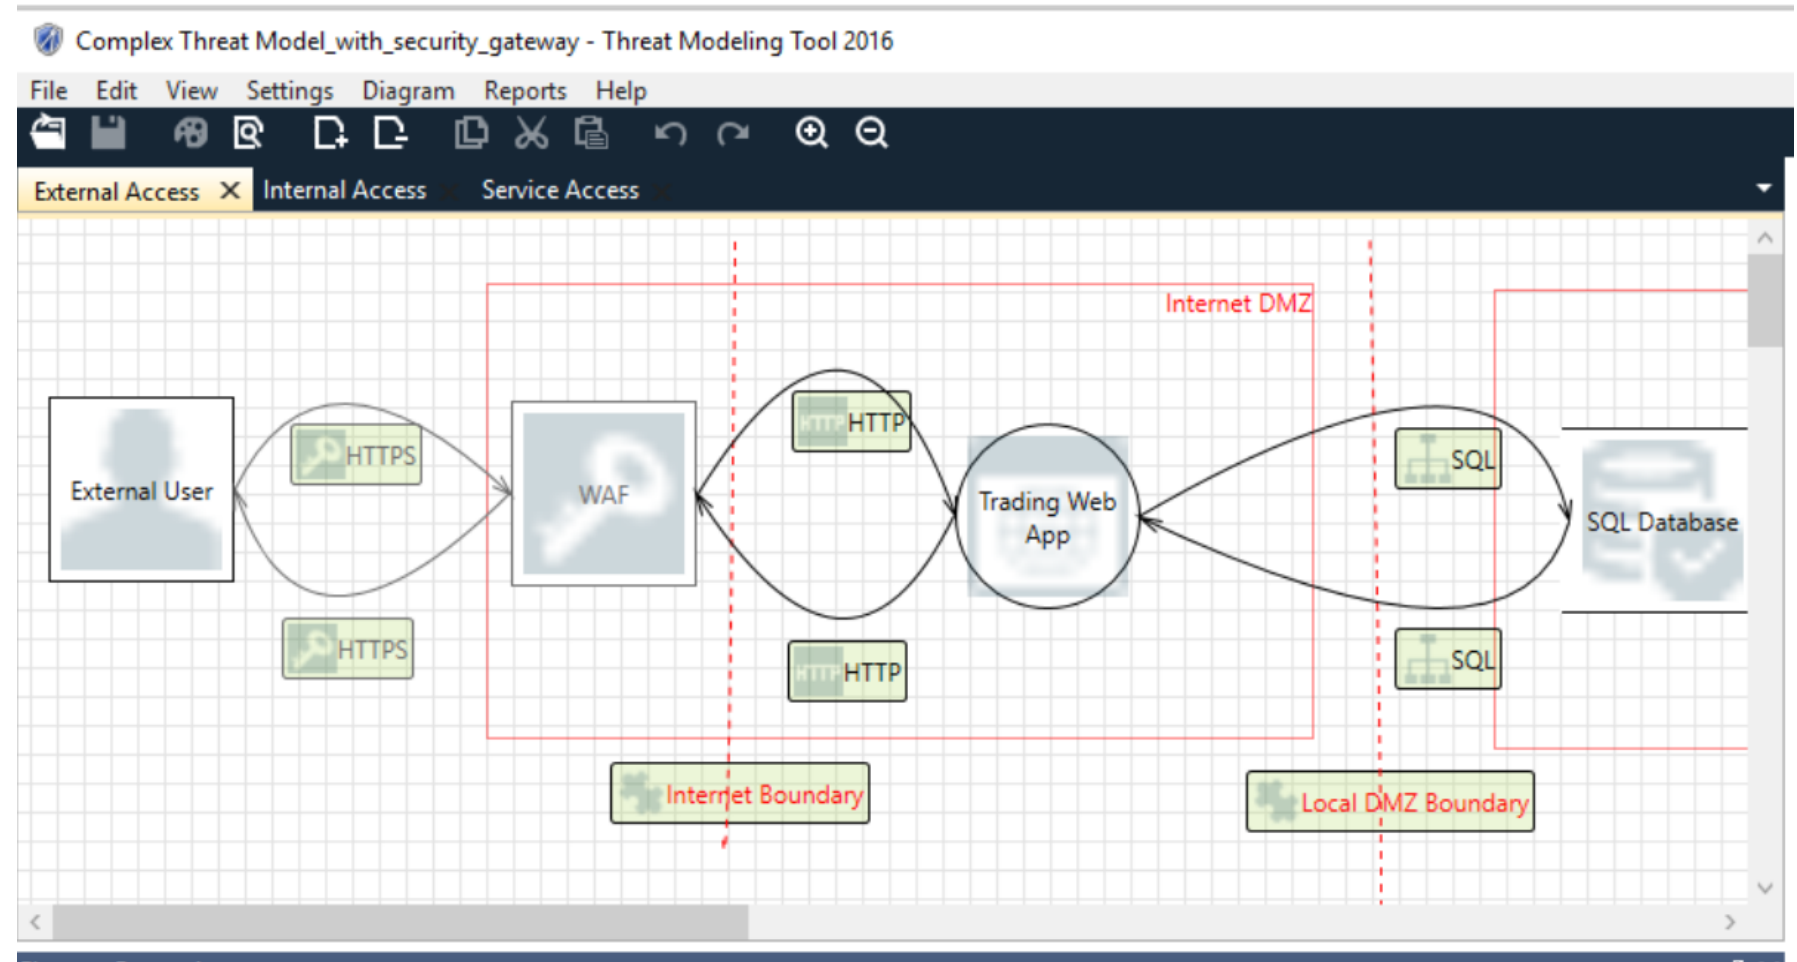 Complex Threat Model_with_security_gateway - Threat Modeling Tool 2016
File Edit View Settings Diagram Reports Help
External Access Internal Access Service Access
Internet DMZ
External User
HTTPS
HTTPS
WAF
HTTP HTTP
HTTP HTTP
Trading Web
App
SQL
SQL
SQL Database
Internet Boundary
Local DMZ Boundary